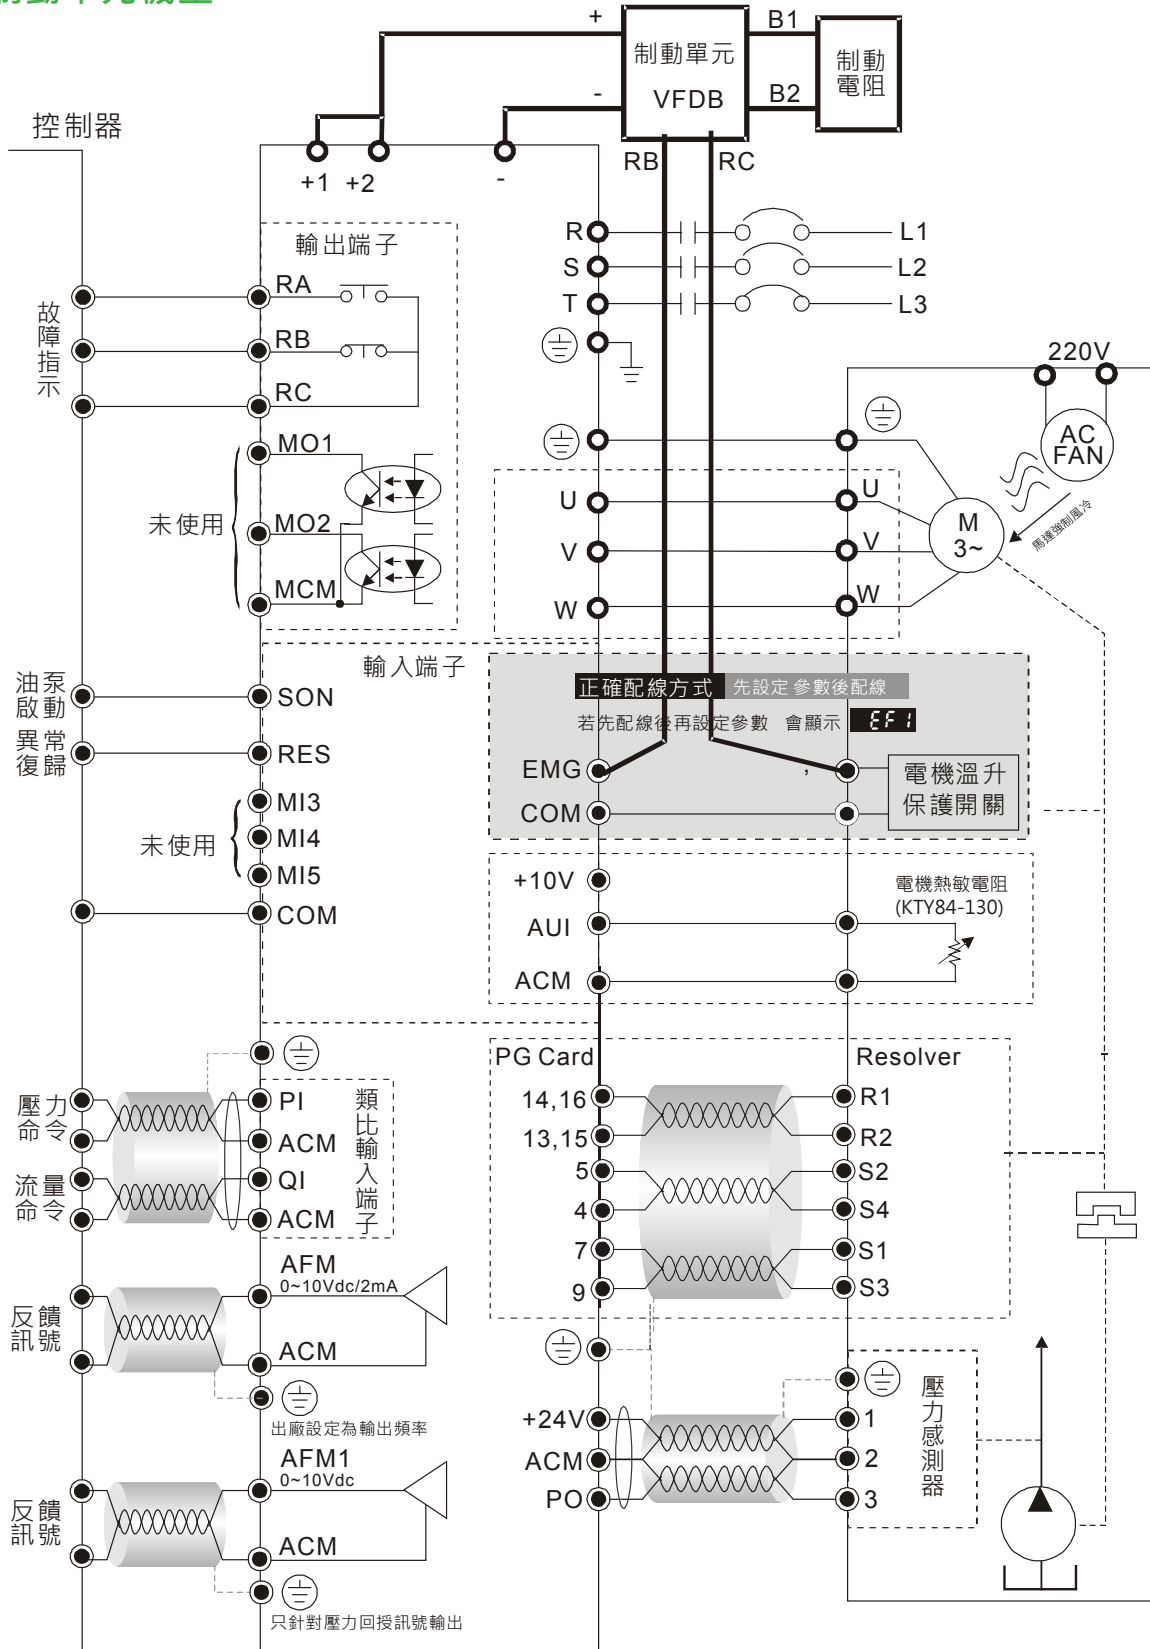 +
B1
制動單元
VFDB
制動
電阻
-
B2
控制器
RB
RC
+1
+2
-
輸出端子
R
L1
S
L2
T
L3
故障指示
RA
RB
RC
220V
AC
FAN
馬達強制風冷
MO1
未使用
MO2
MCM
U
U
V
V
W
W
M
3~
輸入端子
油泵
啟動
SON
異常
復歸
RES
正確配線方式
先設定參數後配線
若先配線後再設定參數 會顯示 EF1
EMG
,
電機溫升
保護開關
COM
MI3
未使用
MI4
MI5
COM
+10V
AUI
ACM
電機熱敏電阻
(KTY84-130)
PG Card
Resolver
壓力
命令
PI
ACM
流量
命令
QI
ACM
類比輸入端子
14,16
R1
13,15
R2
5
S2
4
S4
7
S1
9
S3
AFM
0~10Vdc/2mA
反饋
訊號
ACM
出廠設定為輸出頻率
+24V
1
ACM
2
PO
3
壓力感測器
AFM1
0~10Vdc
反饋
訊號
ACM
只針對壓力回授訊號輸出